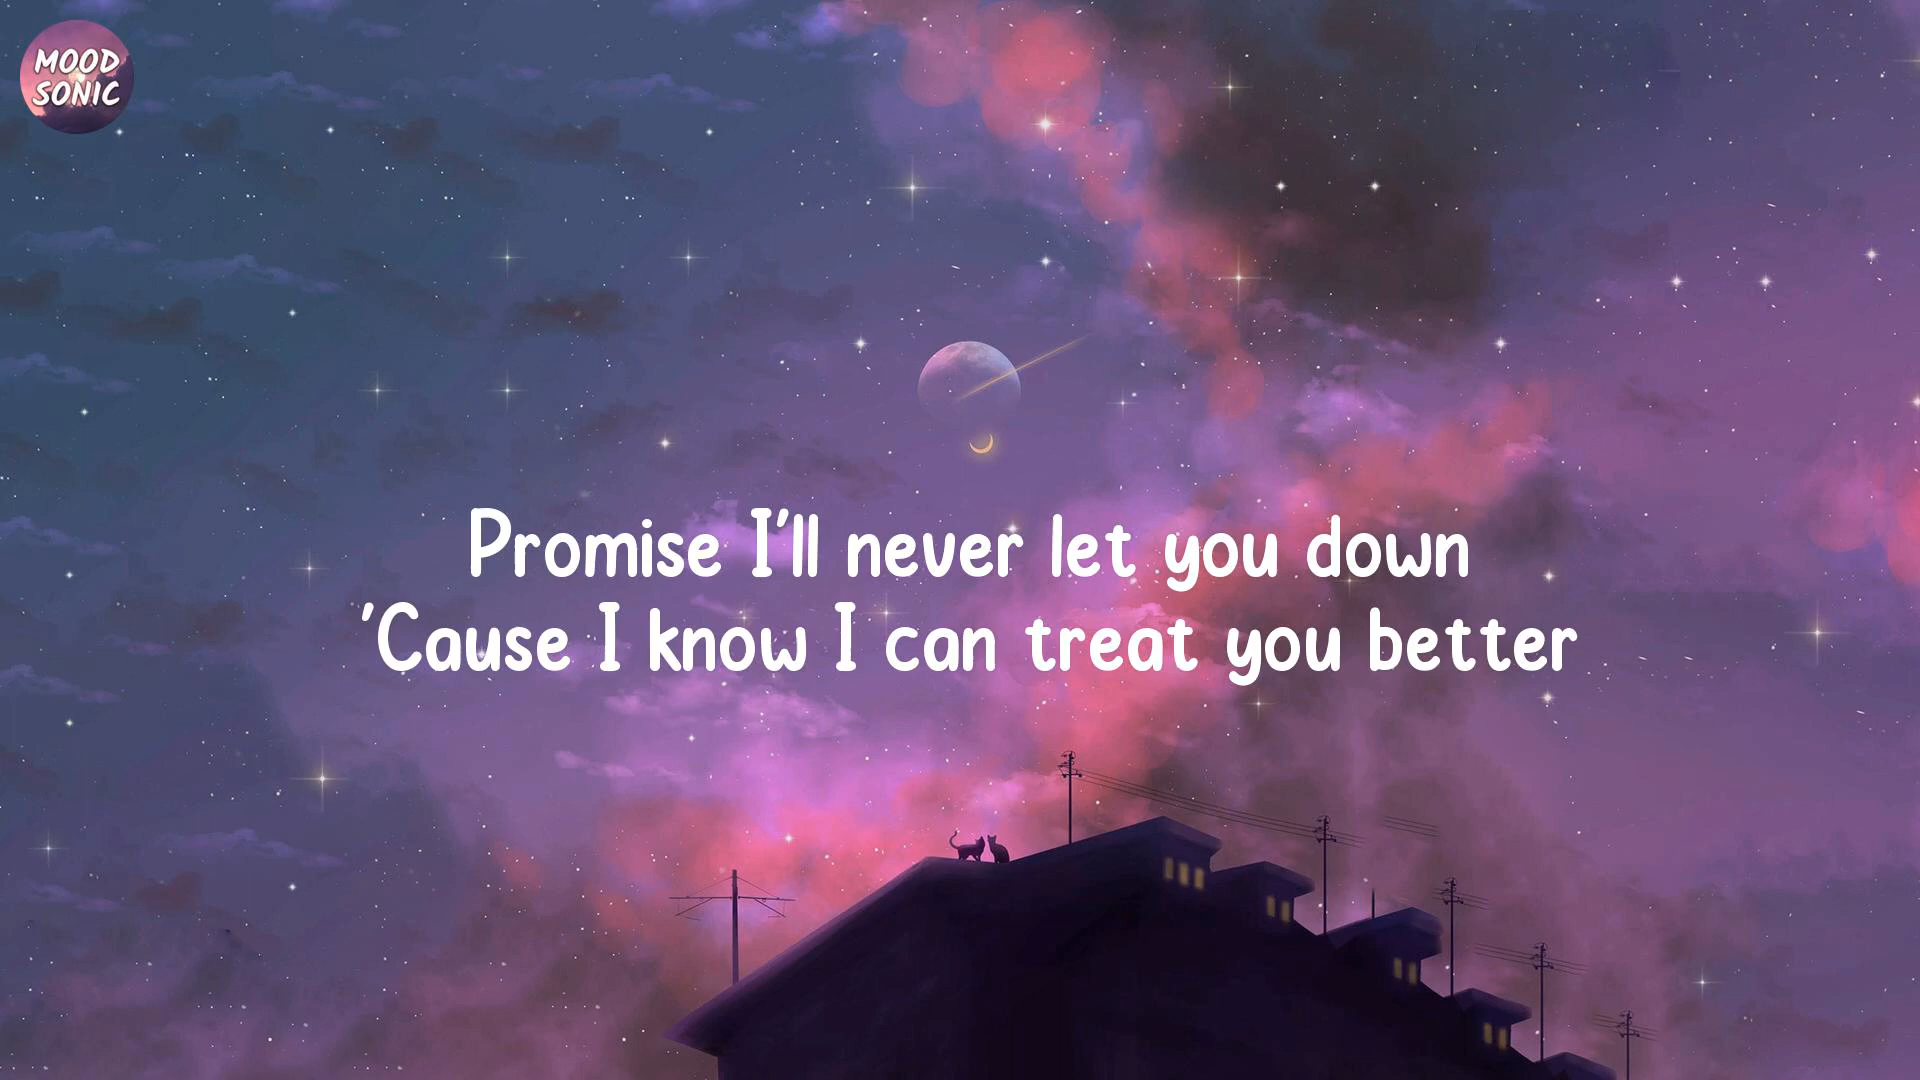 MOOD
SONIC
Promise I'll never let you down
'Cause I know I can treat you better